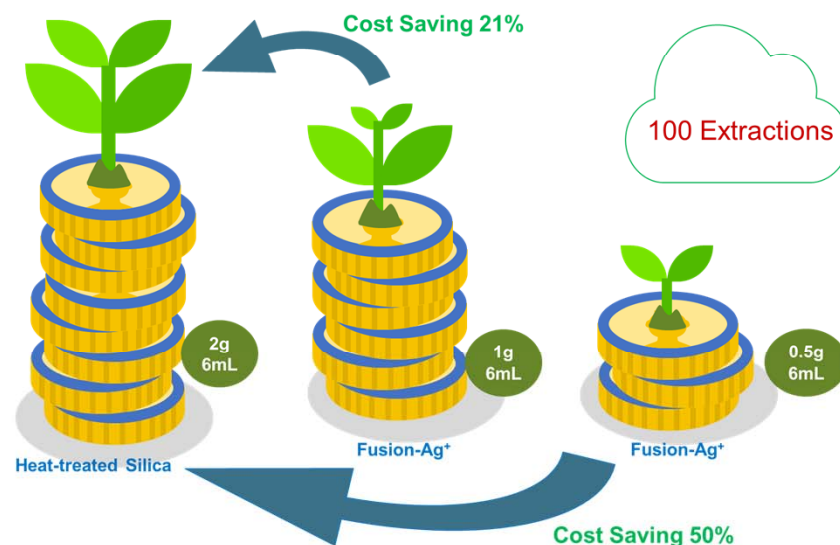 Cost Saving 21%
100 Extractions
2g
6mL
1g
6mL
0.5g
6mL
Heat-treated Silica
Fusion-Ag⁺
Fusion-Ag⁺
Cost Saving 50%